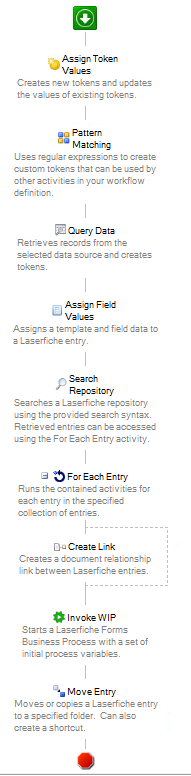 Assign Token
Values
Creates new tokens and updates
the values of existing tokens.
Pattern
Matching
Uses regular expressions to create
custom tokens that can be used by
other activities in your workflow
definition.
Query Data
Retrieves records from the
selected data source and creates
tokens.
Assign Field
Values
Assigns a template and field data to
a Laserfiche entry.
Search
Repository
Searches a Laserfiche repository
using the provided search syntax.
Retrieved entries can be accessed
using the For Each Entry activity.
For Each Entry
Runs the contained activities for
each entry in the specified
collection of entries.
Create Link
Creates a document relationship
link between Laserfiche entries.
Invoke WIP
Starts a Laserfiche Forms
Business Process with a set of
initial process variables.
Move Entry
Moves or copies a Laserfiche entry
to a specified folder. Can also
create a shortcut.